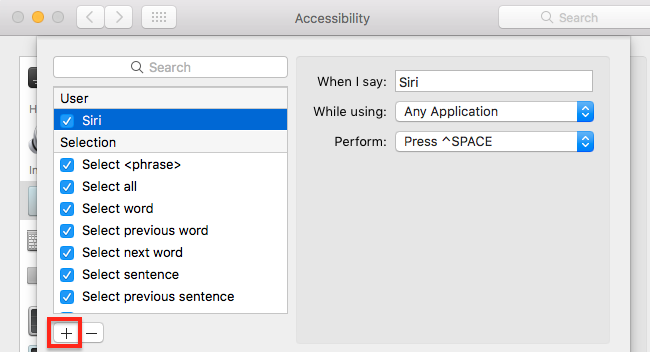 Accessibility
Search
Search
User
Siri
Selection
Select <phrase>
Select all
Select word
Select previous word
Select next word
Select sentence
Select previous sentence
When I say: Siri
While using: Any Application
Perform: Press ^SPACE